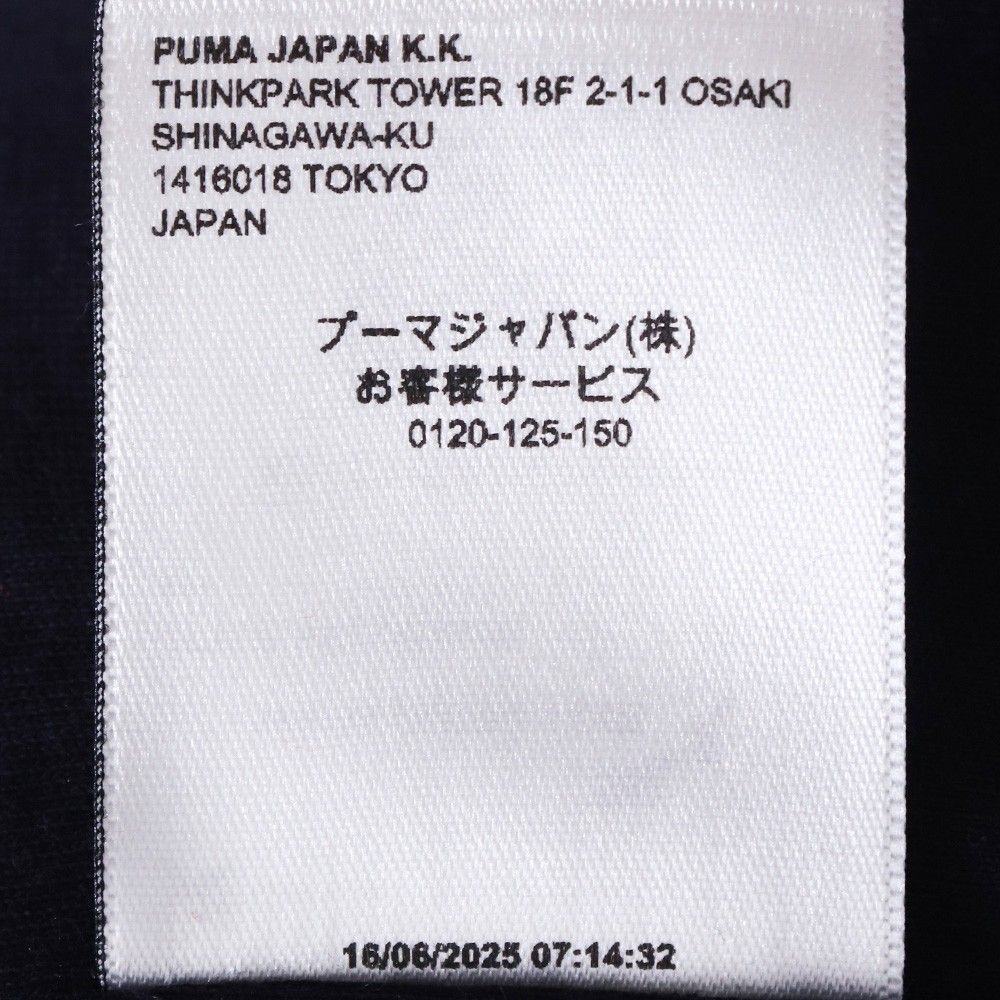 PUMA JAPAN K.K.
THINKPARK TOWER 18F 2-1-1 OSAKI
SHINAGAWA-KU
1416018 TOKYO
JAPAN
プーマジャパン(株)
お客様サービス
0120-125-150
16/06/2025 07:14:32